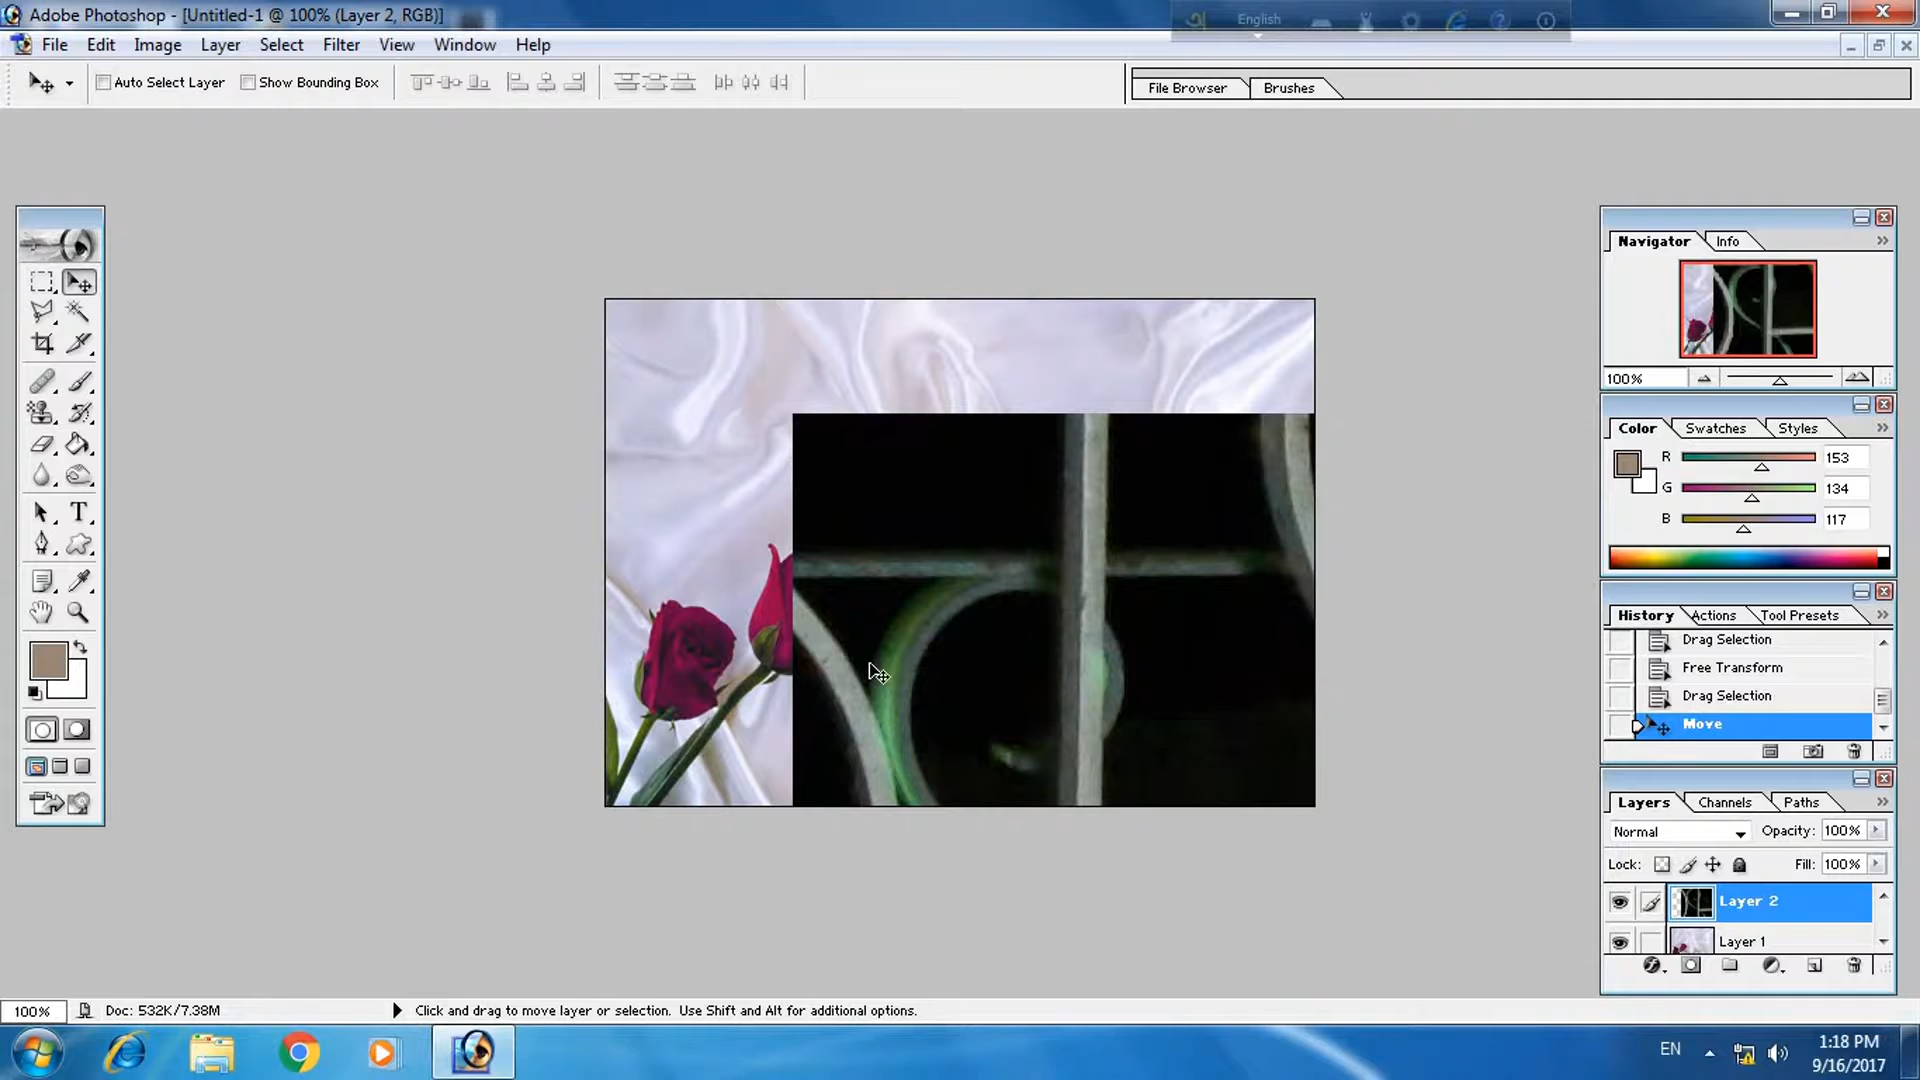 Adobe Photoshop - [Untitled-1 @ 100% (Layer 2, RGB)]
English
File Edit Image Layer Select Filter View Window Help
Auto Select Layer Show Bounding Box
File Browser Brushes
Navigator Info
100%
Color Swatches Styles
R 153
G 134
B 117
History Actions Tool Presets
Drag Selection
Free Transform
Drag Selection
Move
Layers Channels Paths
Normal Opacity: 100%
Lock: Fill: 100%
Layer 2
Layer 1
100% Doc: 532K/7.38M Click and drag to move layer or selection. Use Shift and Alt for additional options.
EN
1:18 PM
9/16/2017